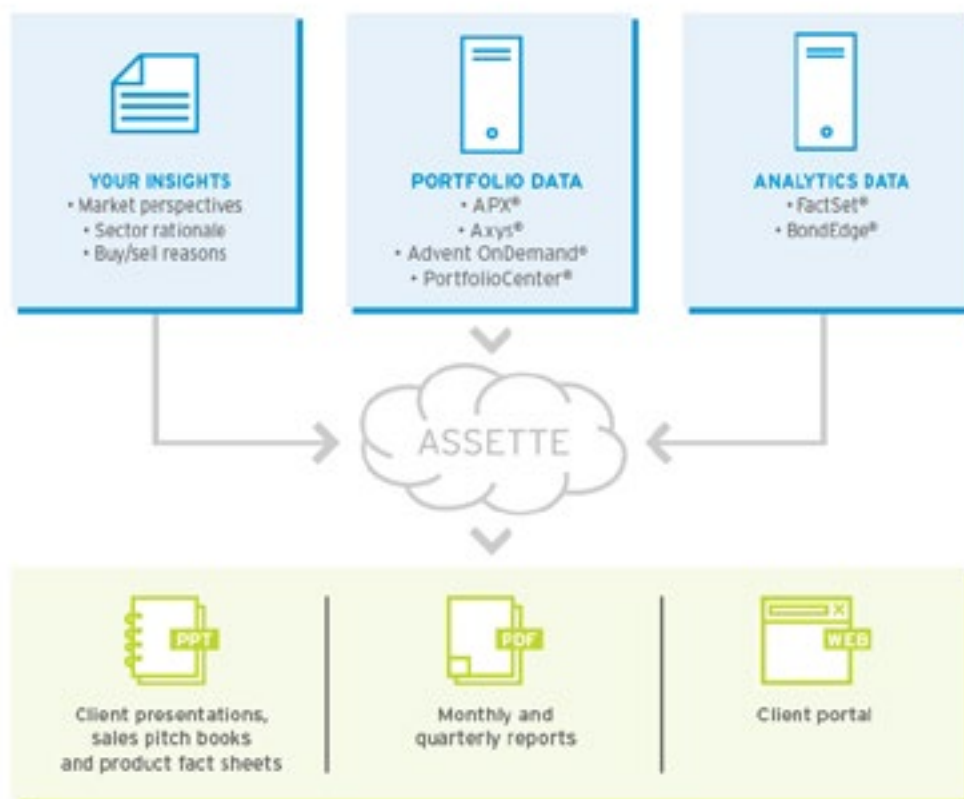 YOUR INSIGHTS
• Market perspectives
• Sector rationale
• Buy/sell reasons
PORTFOLIO DATA
• APX®
• Axys®
• Advent OnDemand®
• PortfolioCenter®
ANALYTICS DATA
• FactSet®
• BondEdge®
ASSETTE
PPT
Client presentations,
sales pitch books
and product fact sheets
PDF
Monthly and
quarterly reports
WEB
Client portal